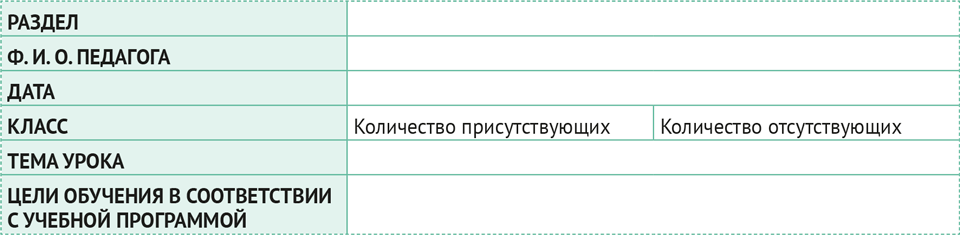 РАЗДЕЛ
Ф. И. О. ПЕДАГОГА
ДАТА
КЛАСС Количество присутствующих Количество отсутствующих
ТЕМА УРОКА
ЦЕЛИ ОБУЧЕНИЯ В СООТВЕТСТВИИ
С УЧЕБНОЙ ПРОГРАММОЙ